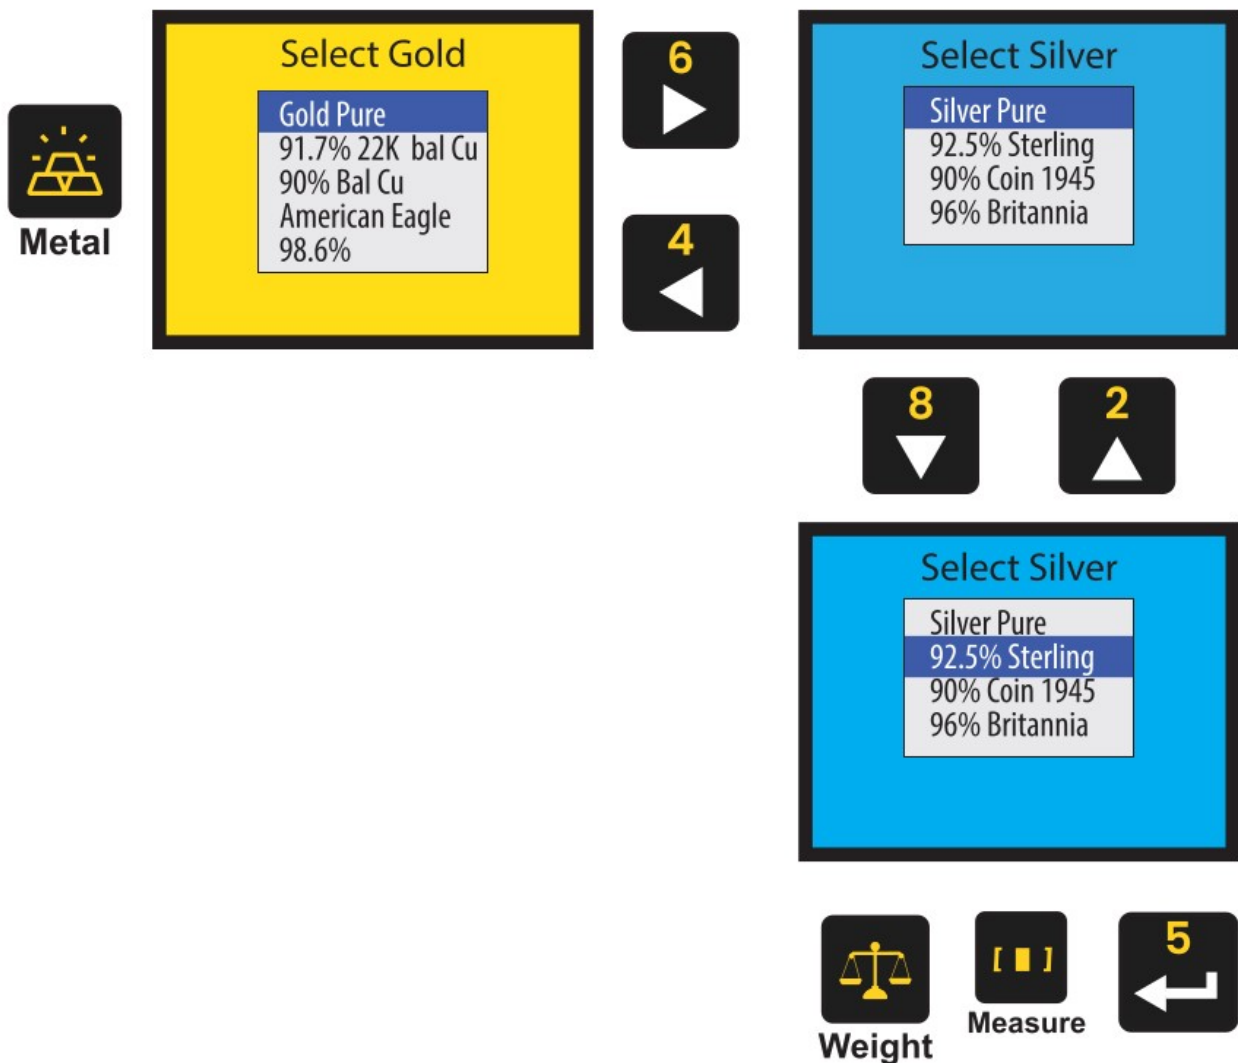 Metal
Select Gold
Gold Pure
91.7% 22K bal Cu
90% Bal Cu
American Eagle
98.6%
6
4
Select Silver
Silver Pure
92.5% Sterling
90% Coin 1945
96% Britannia
8
2
Select Silver
Silver Pure
92.5% Sterling
90% Coin 1945
96% Britannia
Weight
Measure
5